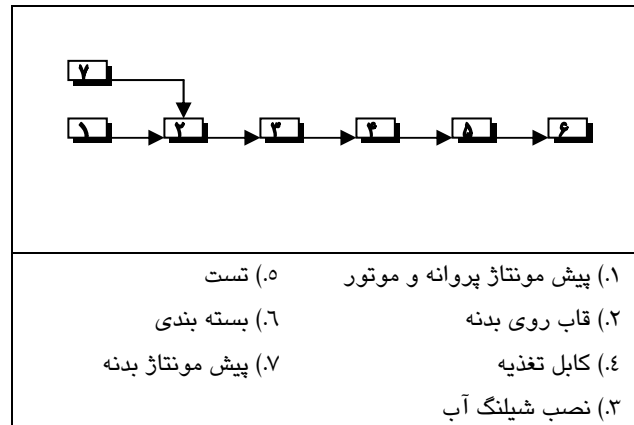 ۷
۱ ۲ ۳ ۴ ۵ ۶
۱.) پیش مونتاژ پروانه و موتور ۵.) تست
۲.) قاب روی بدنه ۶.) بسته بندی
۴.) کابل تغذیه ۷.) پیش مونتاژ بدنه
۳.) نصب شیلنگ آب